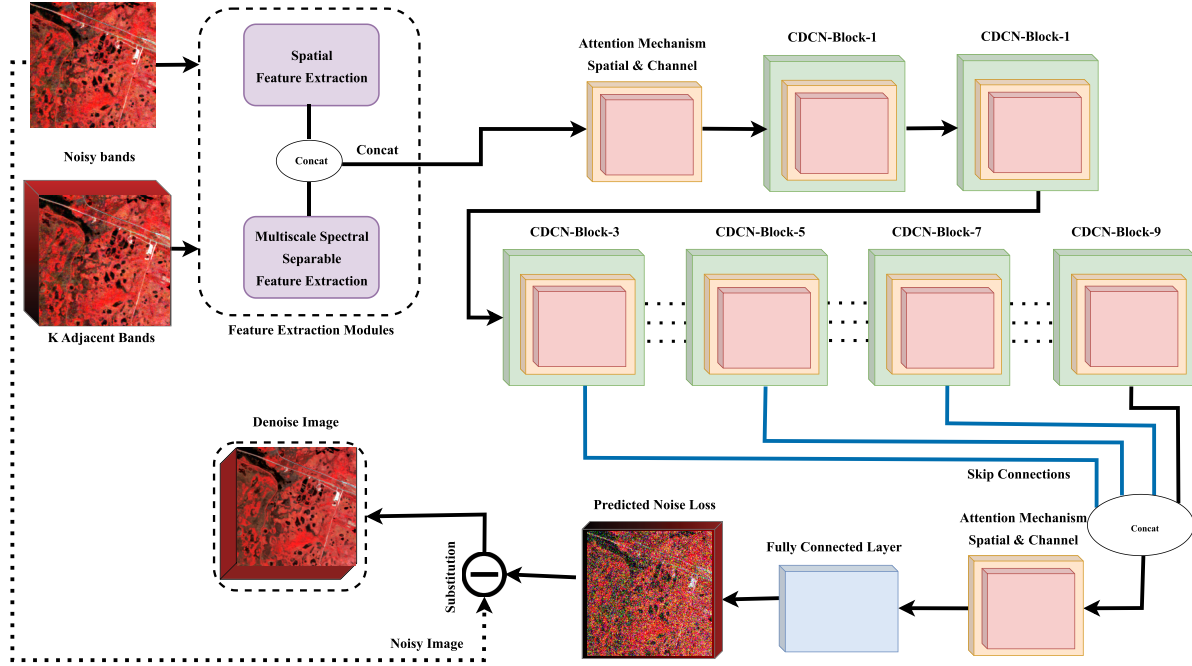 Noisy bands
K Adjacent Bands
Spatial
Feature Extraction
Concat
Multiscale Spectral
Separable
Feature Extraction
Feature Extraction Modules
Concat
Attention Mechanism
Spatial & Channel
CDCN-Block-1
CDCN-Block-1
CDCN-Block-3
CDCN-Block-5
CDCN-Block-7
CDCN-Block-9
Skip Connections
Concat
Attention Mechanism
Spatial & Channel
Fully Connected Layer
Predicted Noise Loss
Substitution
Noisy Image
Denoise Image